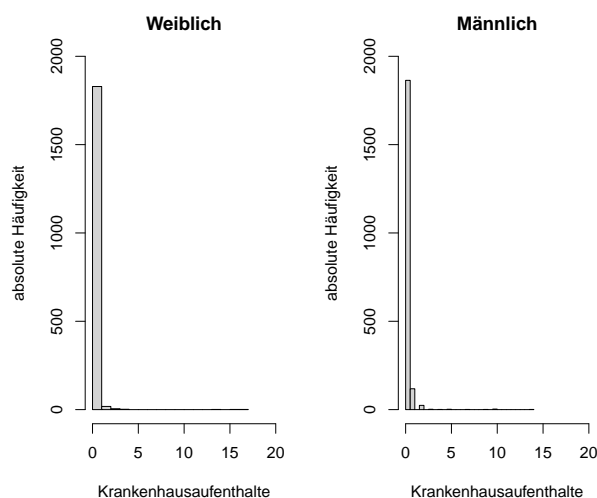 Weiblich
absolute Häufigkeit
0
500
1000
1500
2000
0 5 10 15 20
Krankenhausaufenthalte
Männlich
absolute Häufigkeit
0
500
1000
1500
2000
0 5 10 15 20
Krankenhausaufenthalte